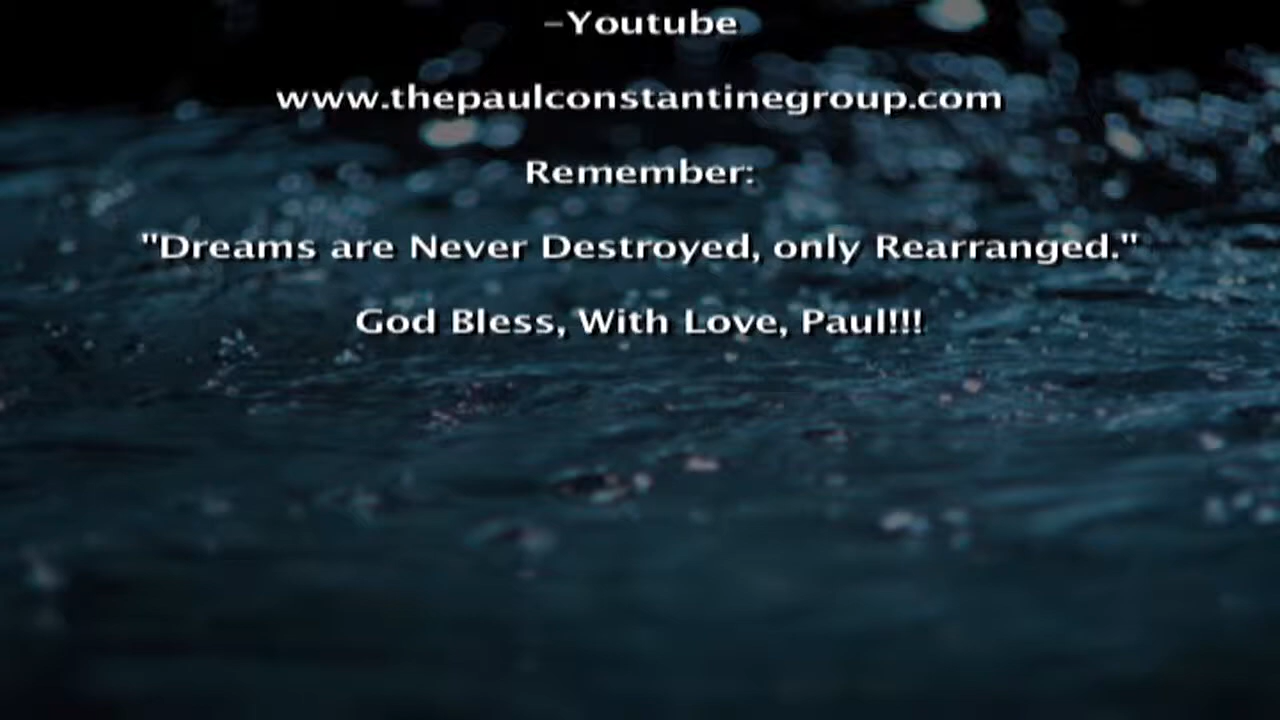 -Youtube
www.thepaulconstantinegroup.com
Remember:
"Dreams are Never Destroyed, only Rearranged."
God Bless, With Love, Paul!!!